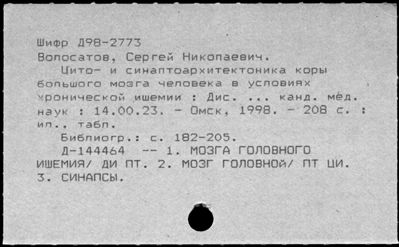 Шифр Д98-2773
Волосатов, Сергей Николаевич.
Цито- и синаптоархитектоника коры
большого мозга человека в условиях
хронической ишемии : Дис. ... канд. мед.
наук : 14.00.23. - Омск, 1998. - 208 с. :
ил.. табл.
Библиогр.: с. 182-205.
Д-144464 -- 1. МОЗГА ГОЛОВНОГО
ИШЕМИЯ/ ДИ ПТ. 2. МОЗГ ГОЛОВНОЙ/ ПТ ЦИ.
3. СИНАПСЫ.